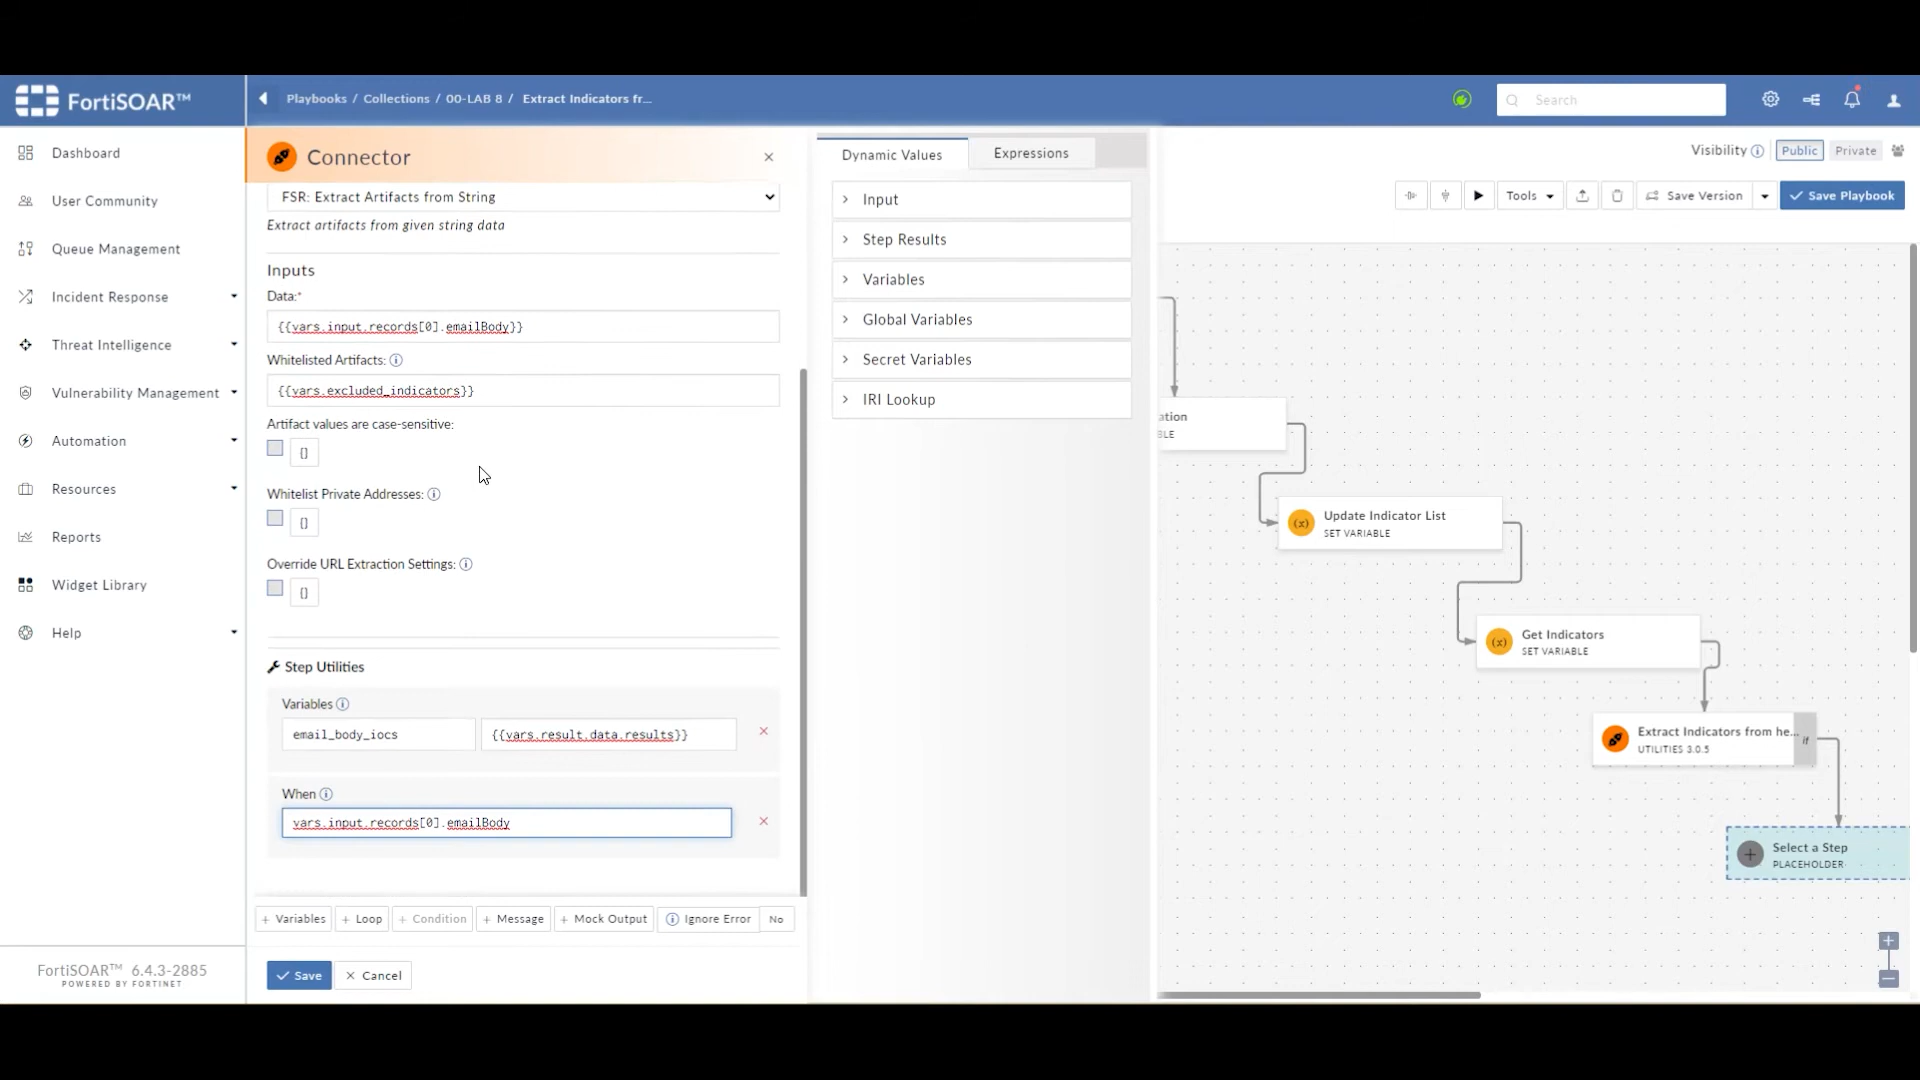 FortiSOAR™
Playbooks / Collections / 00-LAB 8 / Extract Indicators fr...
Search
Dashboard
User Community
Queue Management
Incident Response
Threat Intelligence
Vulnerability Management
Automation
Resources
Reports
Widget Library
Help
FortiSOAR™ 6.4.3-2885
POWERED BY FORTINET
Connector
FSR: Extract Artifacts from String
Extract artifacts from given string data
Inputs
Data:*
{{vars.input.records[0].emailBody}}
Whitelisted Artifacts:
{{vars.excluded_indicators}}
Artifact values are case-sensitive:
{}
Whitelist Private Addresses:
{}
Override URL Extraction Settings:
{}
Step Utilities
Variables
email_body_iocs
{{vars.result.data.results}}
When
vars.input.records[0].emailBody
+ Variables
+ Loop
+ Condition
+ Message
+ Mock Output
Ignore Error
No
Save
Cancel
Dynamic Values
Expressions
Input
Step Results
Variables
Global Variables
Secret Variables
IRI Lookup
Visibility
Public
Private
Tools
Save Version
Save Playbook
ation
BLE
(x)
Update Indicator List
SET VARIABLE
(x)
Get Indicators
SET VARIABLE
Extract Indicators from he...
UTILITIES 3.0.5
if
Select a Step
PLACEHOLDER